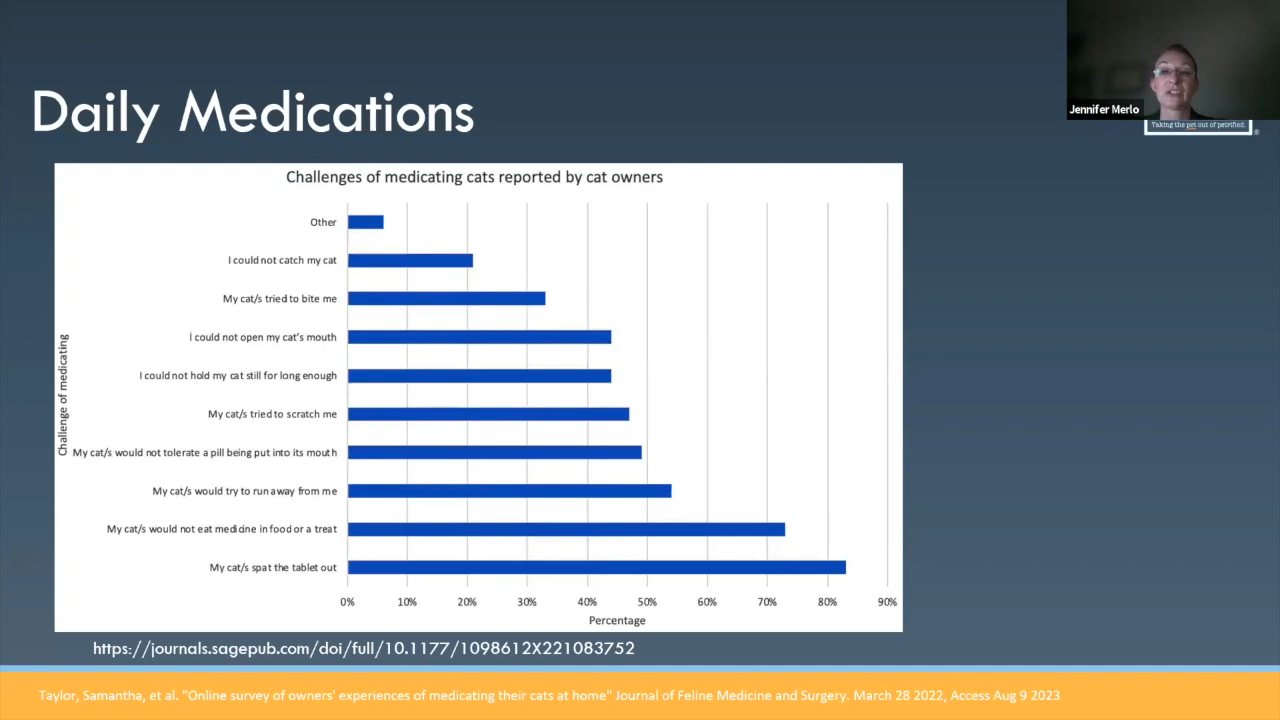 Jennifer Merlo
Taking the pet out of petrified.
®
Daily Medications
Challenges of medicating cats reported by cat owners
Challenge of medicating
Other
I could not catch my cat
My cat/s tried to bite me
I could not open my cat's mouth
I could not hold my cat still for long enough
My cat/s tried to scratch me
My cat/s would not tolerate a pill being put into its mouth
My cat/s would try to run away from me
My cat/s would not eat medicine in food or a treat
My cat/s spat the tablet out
0% 10% 20% 30% 40% 50% 60% 70% 80% 90%
Percentage
https://journals.sagepub.com/doi/full/10.1177/1098612X221083752
Taylor, Samantha, et al. "Online survey of owners' experiences of medicating their cats at home" Journal of Feline Medicine and Surgery. March 28 2022, Access Aug 9 2023